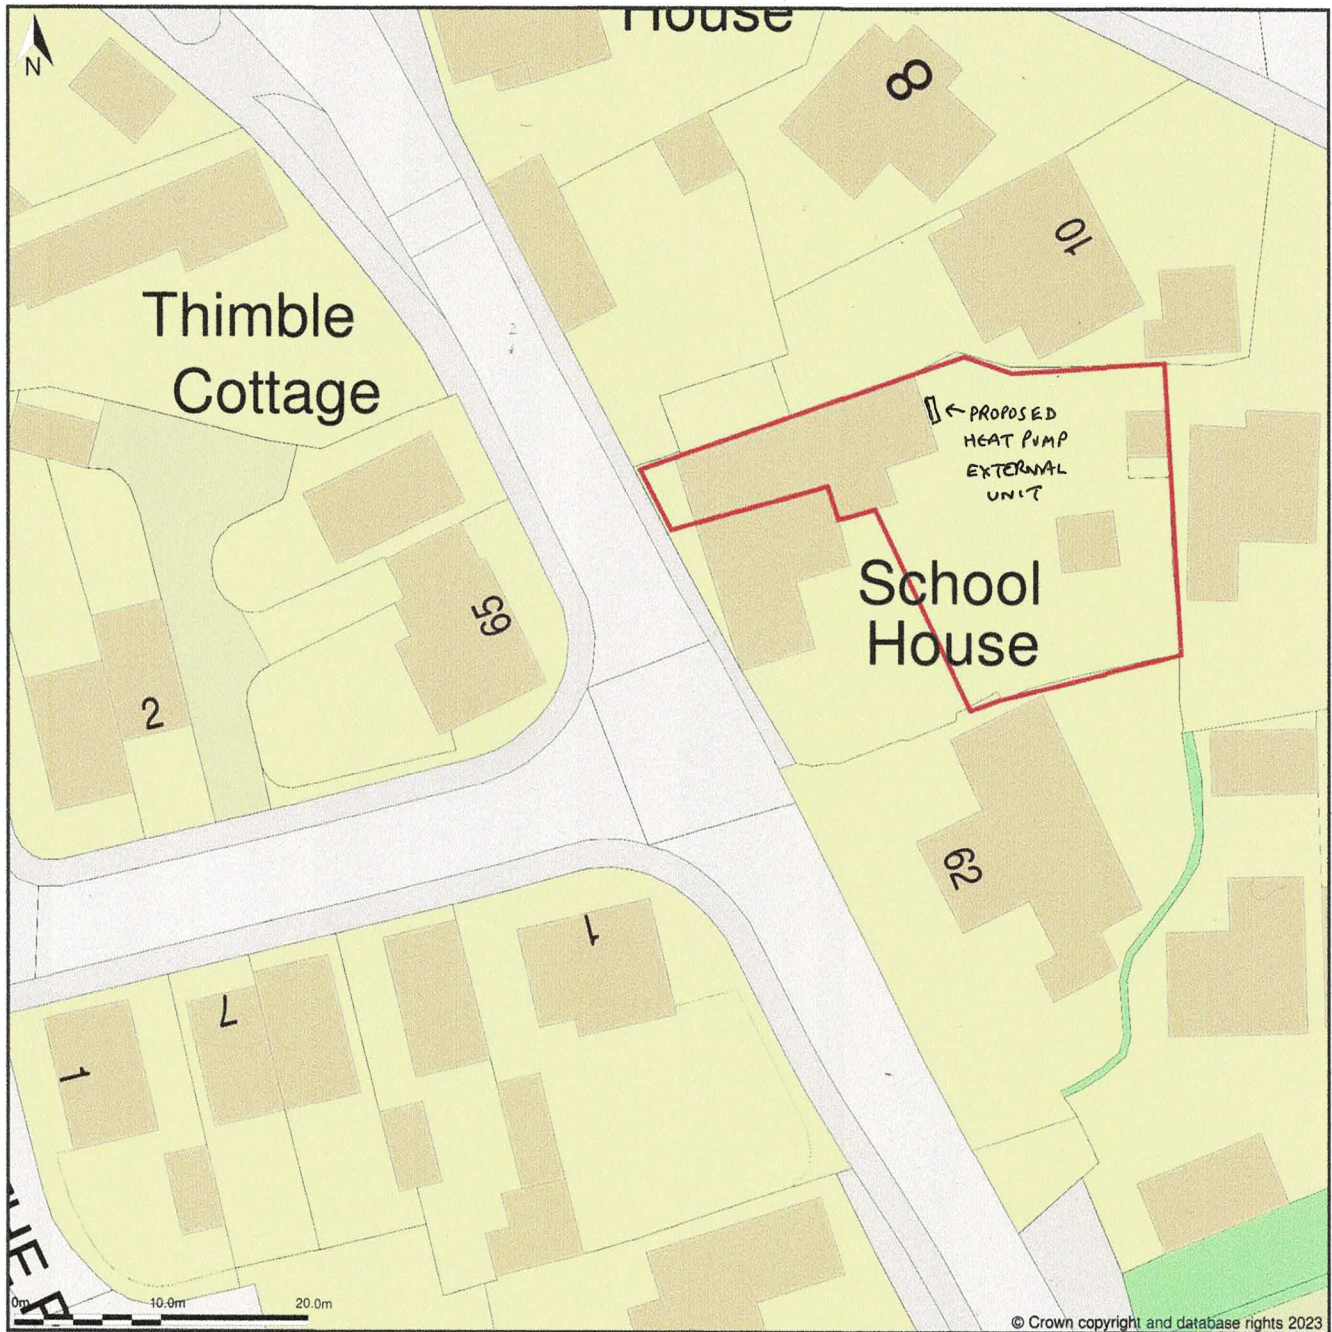 House
N
8
10
Thimble
Cottage
←PROPOSED
HEAT PUMP
EXTERNAL
UNIT
School
House
59
2
62
1
7
1
0m
10.0m
20.0m
© Crown copyright and database rights 2023